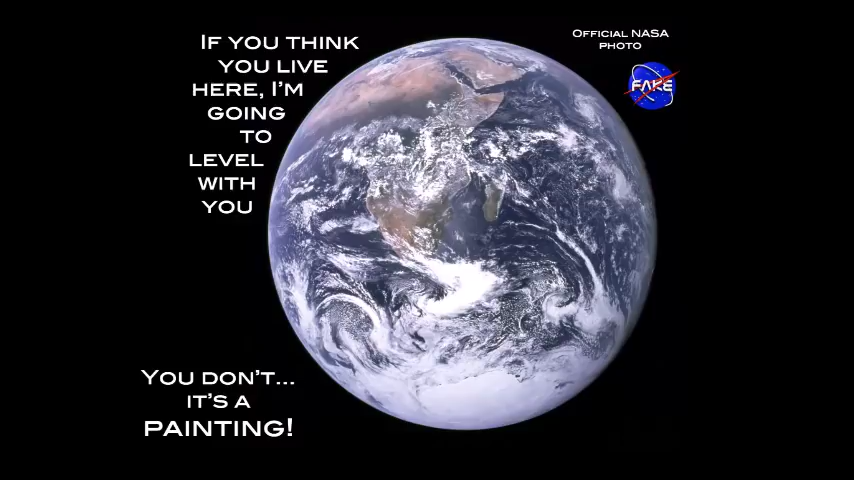 If you think
you live
here, I'm
going
to
level
with
you
Official NASA
photo
FAKE
You don't...
it's a
painting!